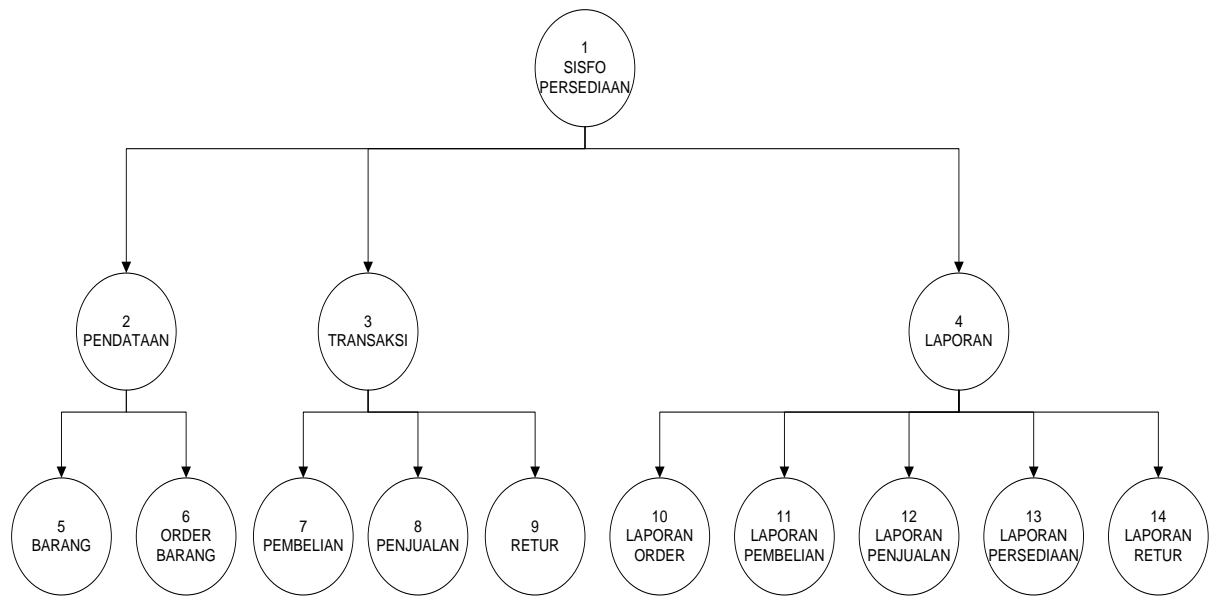 1
SISFO
PERSEDIAAN
2
PENDATAAN
3
TRANSAKSI
4
LAPORAN
5
BARANG
6
ORDER
BARANG
7
PEMBELIAN
8
PENJUALAN
9
RETUR
10
LAPORAN
ORDER
11
LAPORAN
PEMBELIAN
12
LAPORAN
PENJUALAN
13
LAPORAN
PERSEDIAAN
14
LAPORAN
RETUR